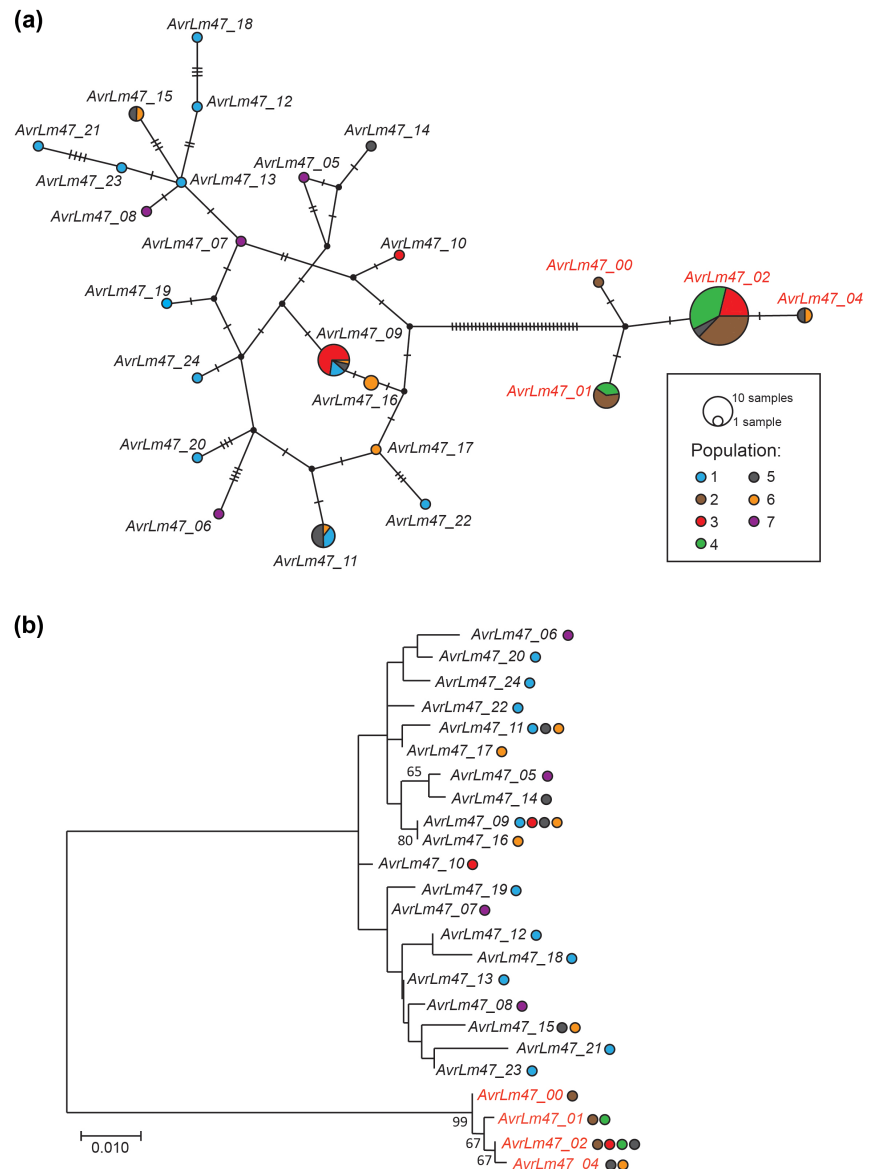 (a)
AvrLm47_18
AvrLm47_15
AvrLm47_12
AvrLm47_21
AvrLm47_14
AvrLm47_05
AvrLm47_23
AvrLm47_13
AvrLm47_08
AvrLm47_07
AvrLm47_10
AvrLm47_00
AvrLm47_02
AvrLm47_19
AvrLm47_04
AvrLm47_09
AvrLm47_24
AvrLm47_16
AvrLm47_01
10 samples
1 sample
AvrLm47_20
AvrLm47_17
Population:
1
5
2
6
3
7
4
AvrLm47_06
AvrLm47_22
AvrLm47_11
(b)
AvrLm47_06
AvrLm47_20
AvrLm47_24
AvrLm47_22
AvrLm47_11
AvrLm47_17
65
AvrLm47_05
AvrLm47_14
AvrLm47_09
80
AvrLm47_16
AvrLm47_10
AvrLm47_19
AvrLm47_07
AvrLm47_12
AvrLm47_18
AvrLm47_13
AvrLm47_08
AvrLm47_15
AvrLm47_21
AvrLm47_23
AvrLm47_00
99
AvrLm47_01
67
AvrLm47_02
67
AvrLm47_04
0.010